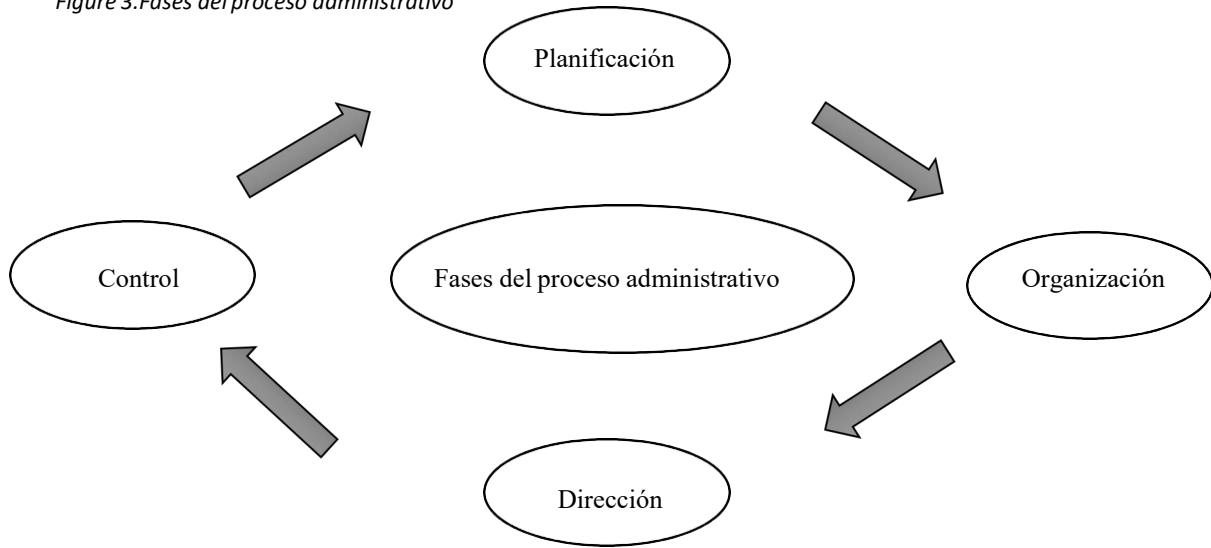 Figure 3.Fases del proceso administrativo
Planificación
Control
Fases del proceso administrativo
Organización
Dirección